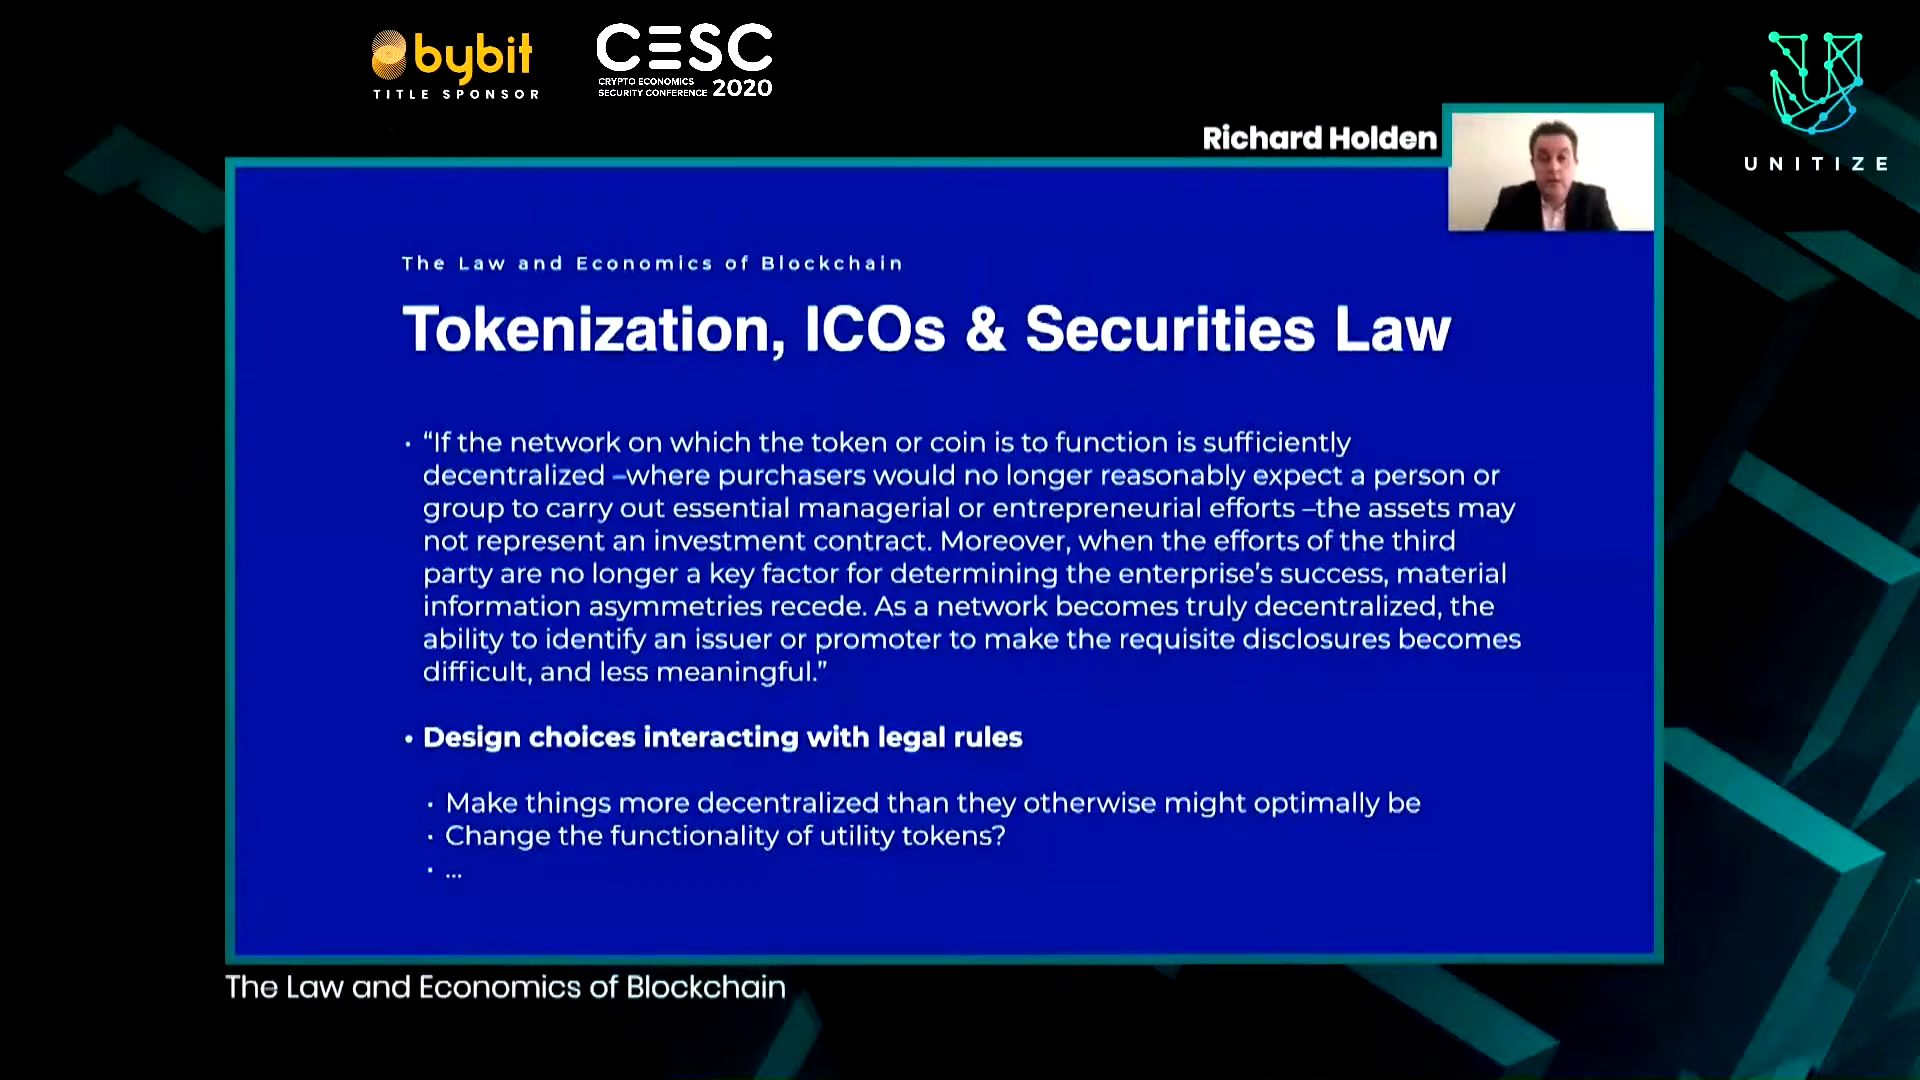 bybit
TITLE SPONSOR
CESC
CRYPTO ECONOMICS
SECURITY CONFERENCE 2020
UNITIZE
Richard Holden
The Law and Economics of Blockchain
Tokenization, ICOs & Securities Law
· “If the network on which the token or coin is to function is sufficiently
decentralized –where purchasers would no longer reasonably expect a person or
group to carry out essential managerial or entrepreneurial efforts –the assets may
not represent an investment contract. Moreover, when the efforts of the third
party are no longer a key factor for determining the enterprise’s success, material
information asymmetries recede. As a network becomes truly decentralized, the
ability to identify an issuer or promoter to make the requisite disclosures becomes
difficult, and less meaningful.”
• Design choices interacting with legal rules
· Make things more decentralized than they otherwise might optimally be
· Change the functionality of utility tokens?
· ...
The Law and Economics of Blockchain